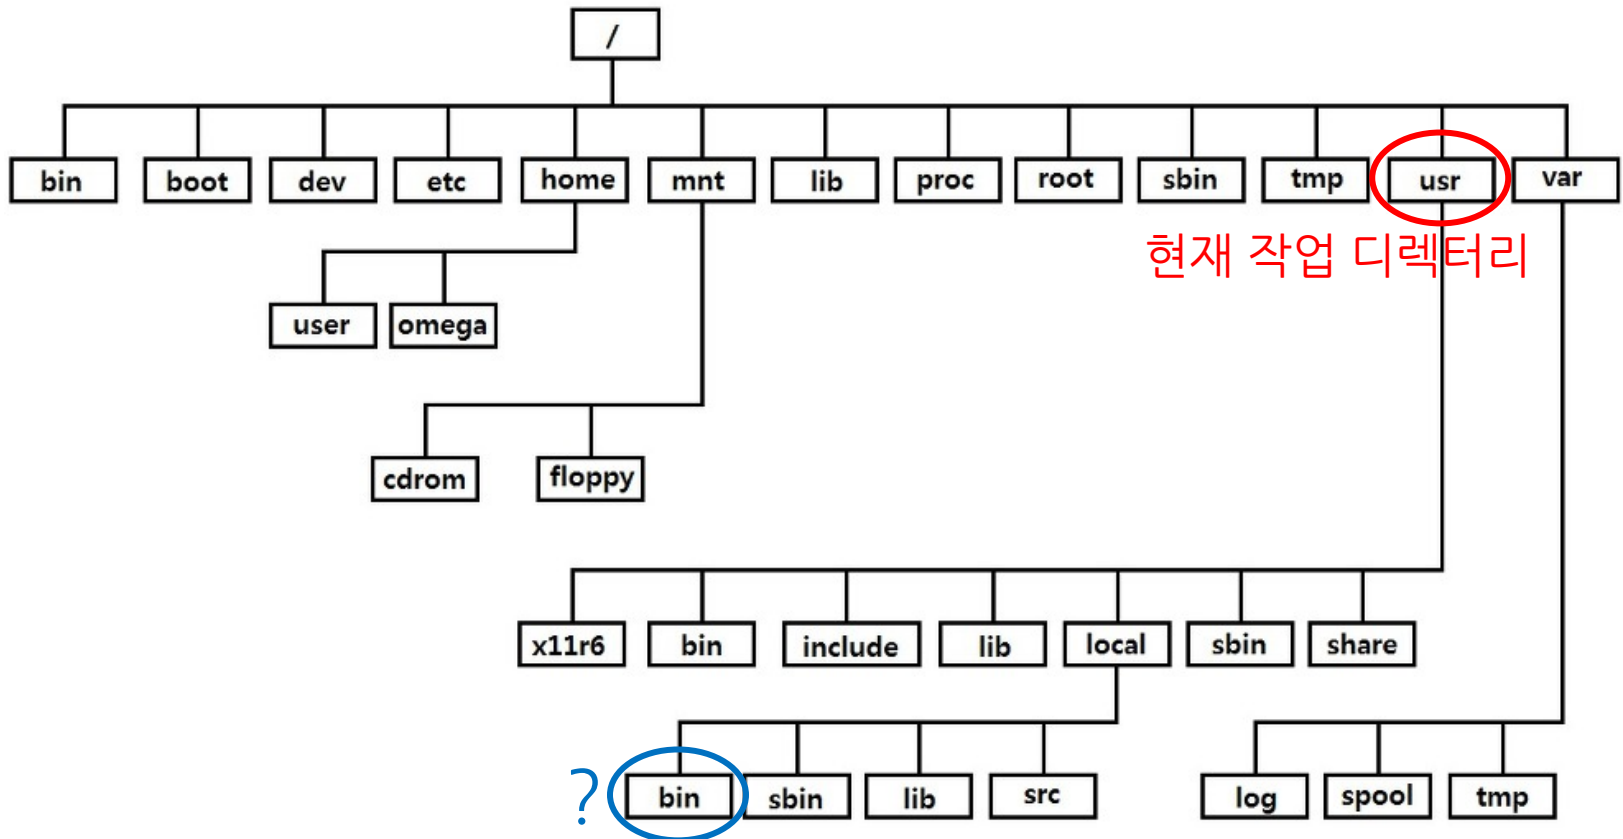 /
bin boot dev etc home mnt lib proc root sbin tmp usr var
현재 작업 디렉터리
user omega
cdrom floppy
x11r6 bin include lib local sbin share
? bin sbin lib src log spool tmp